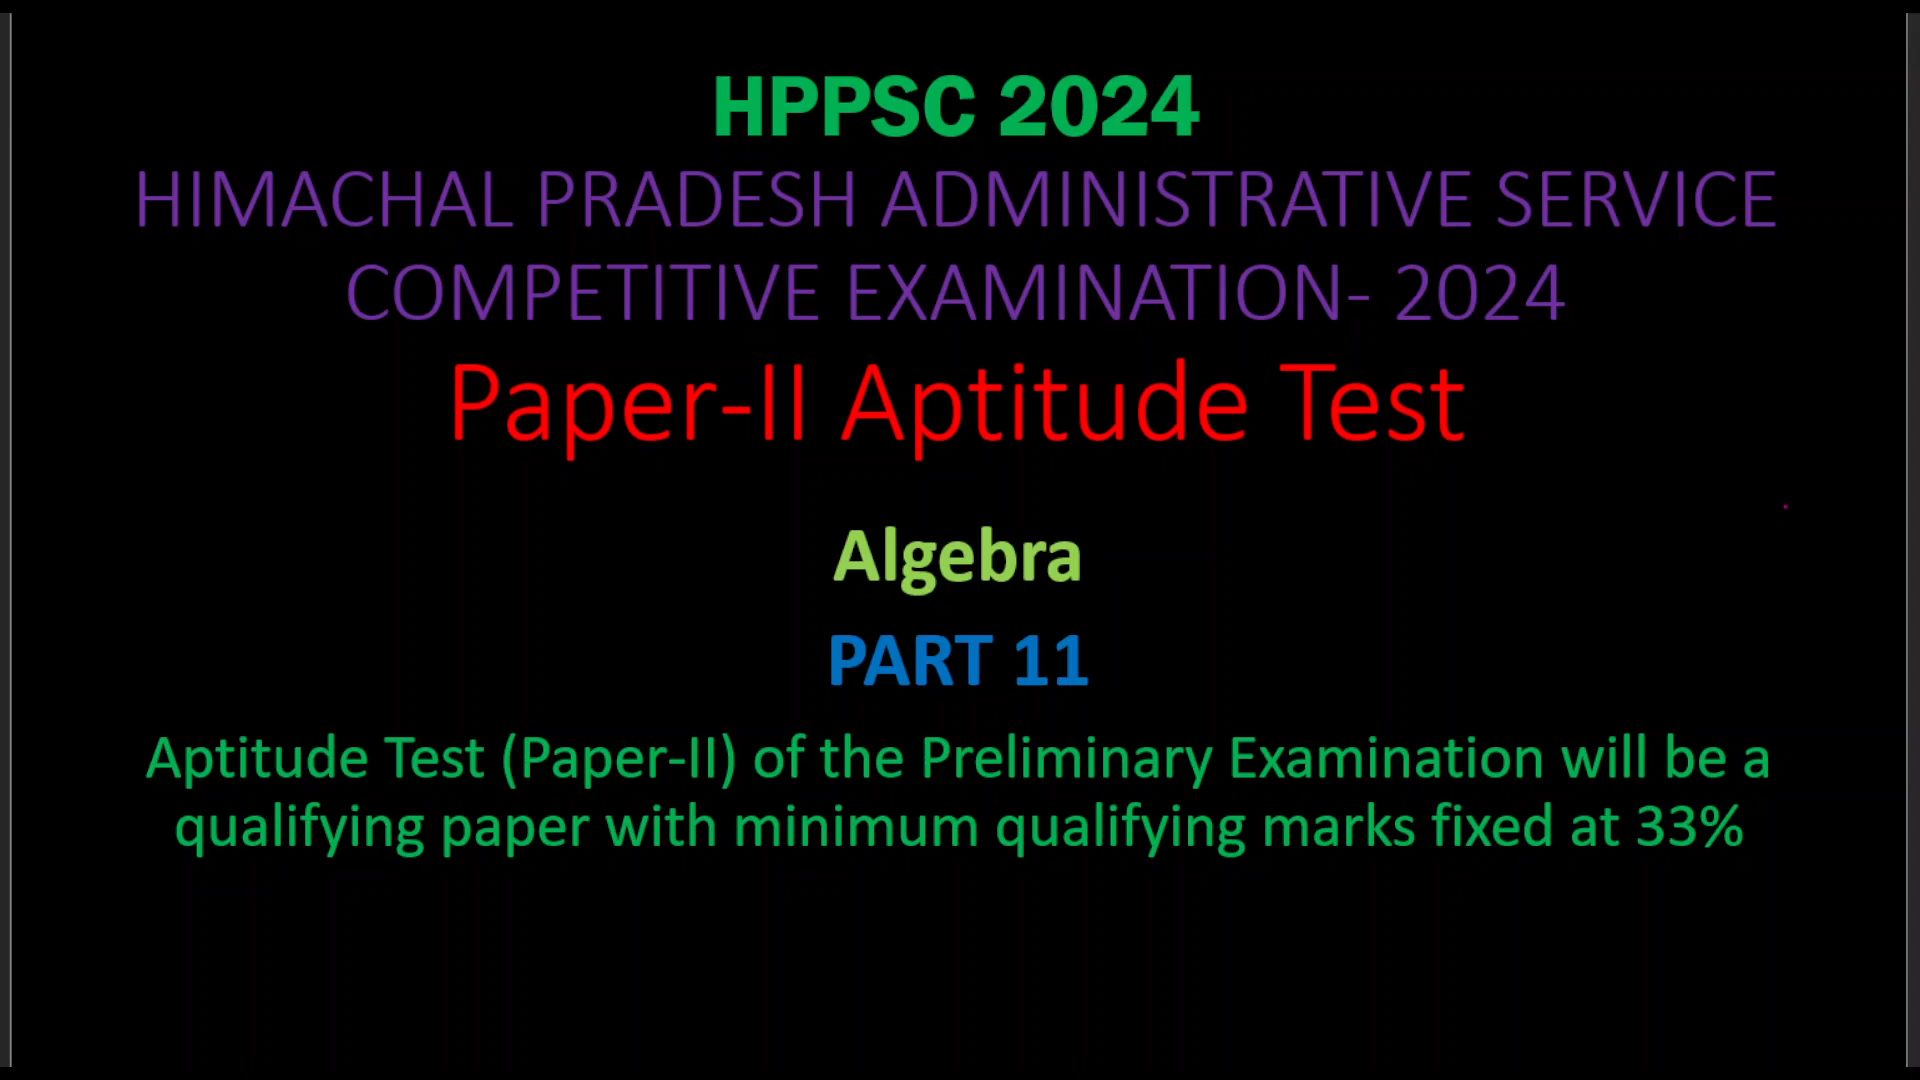 HPPSC 2024
HIMACHAL PRADESH ADMINISTRATIVE SERVICE
COMPETITIVE EXAMINATION- 2024
Paper-II Aptitude Test
Algebra
PART 11
Aptitude Test (Paper-II) of the Preliminary Examination will be a
qualifying paper with minimum qualifying marks fixed at 33%